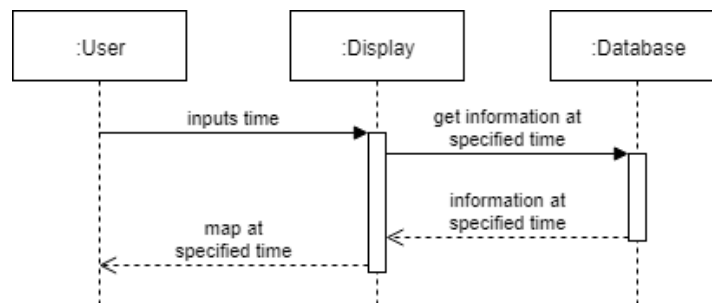 :User
:Display
:Database
inputs time
get information at
specified time
information at
specified time
map at
specified time